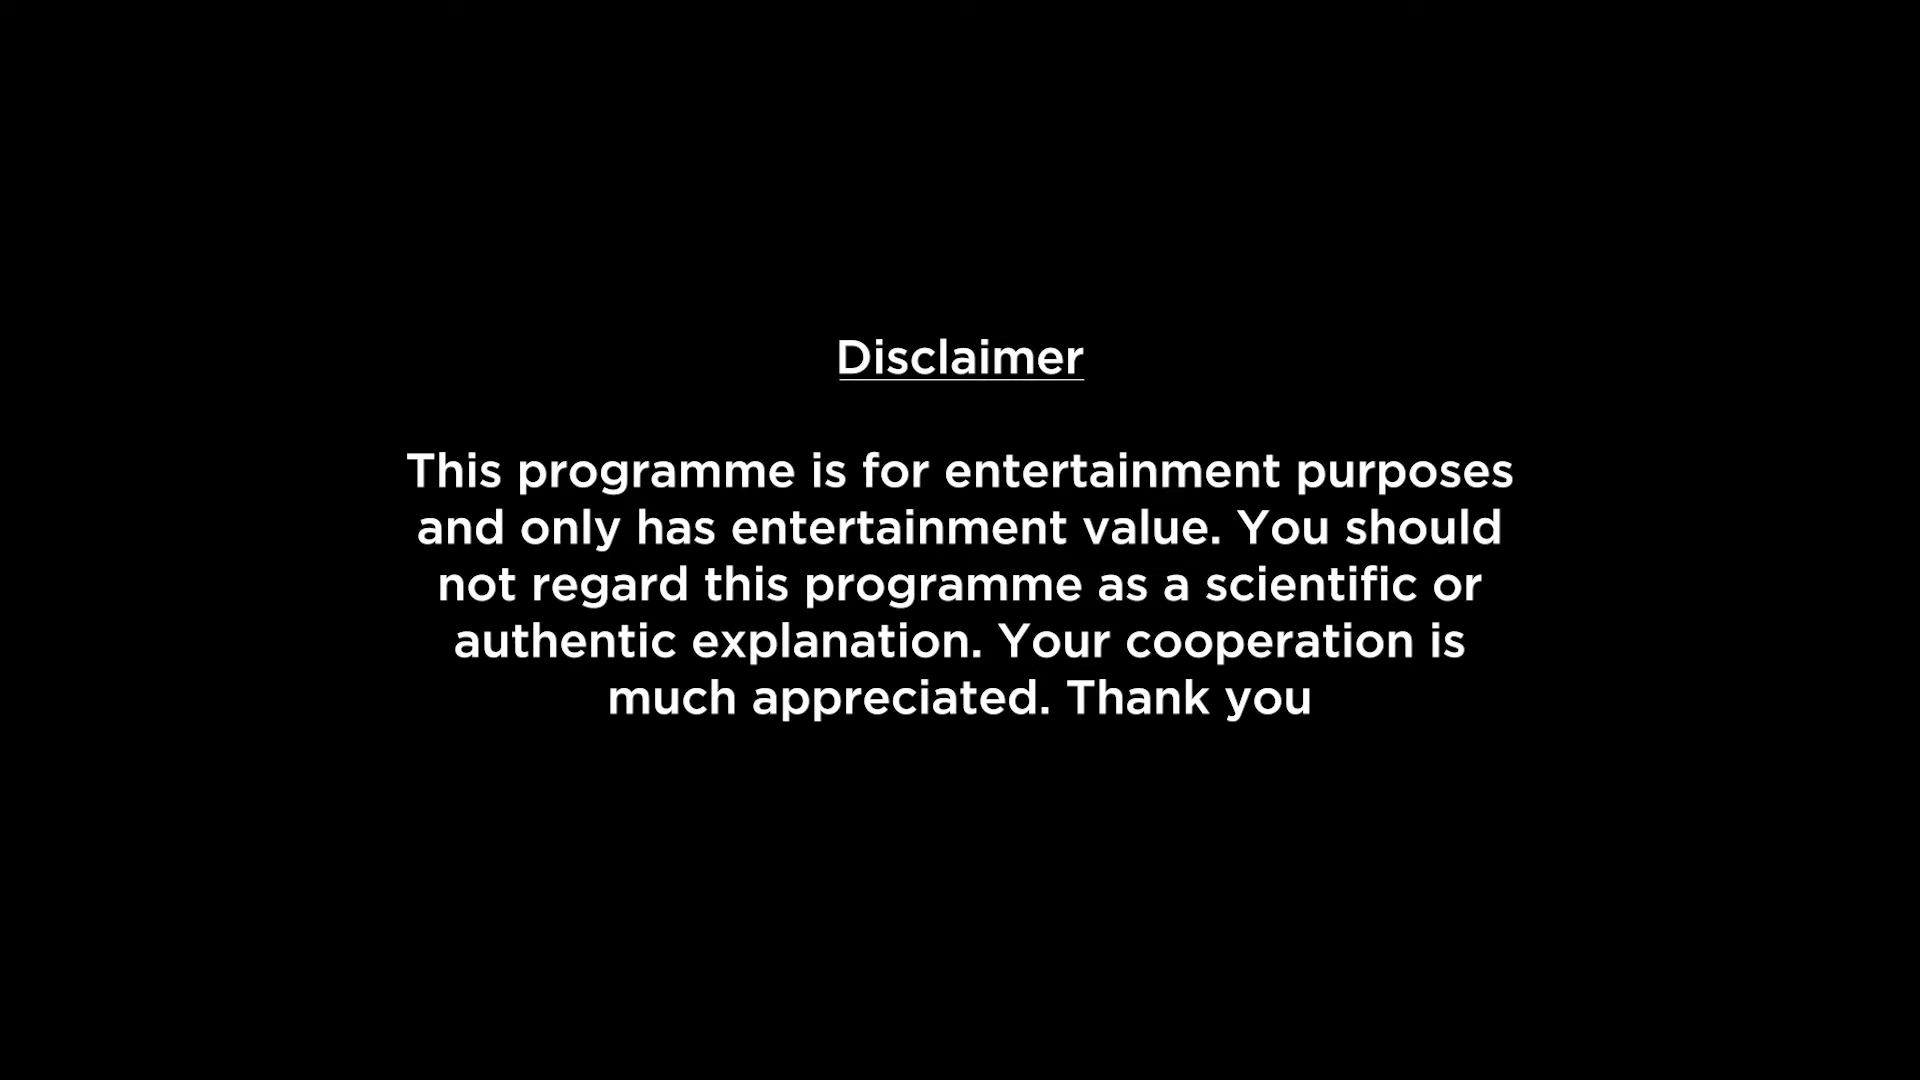 Disclaimer
This programme is for entertainment purposes
and only has entertainment value. You should
not regard this programme as a scientific or
authentic explanation. Your cooperation is
much appreciated. Thank you